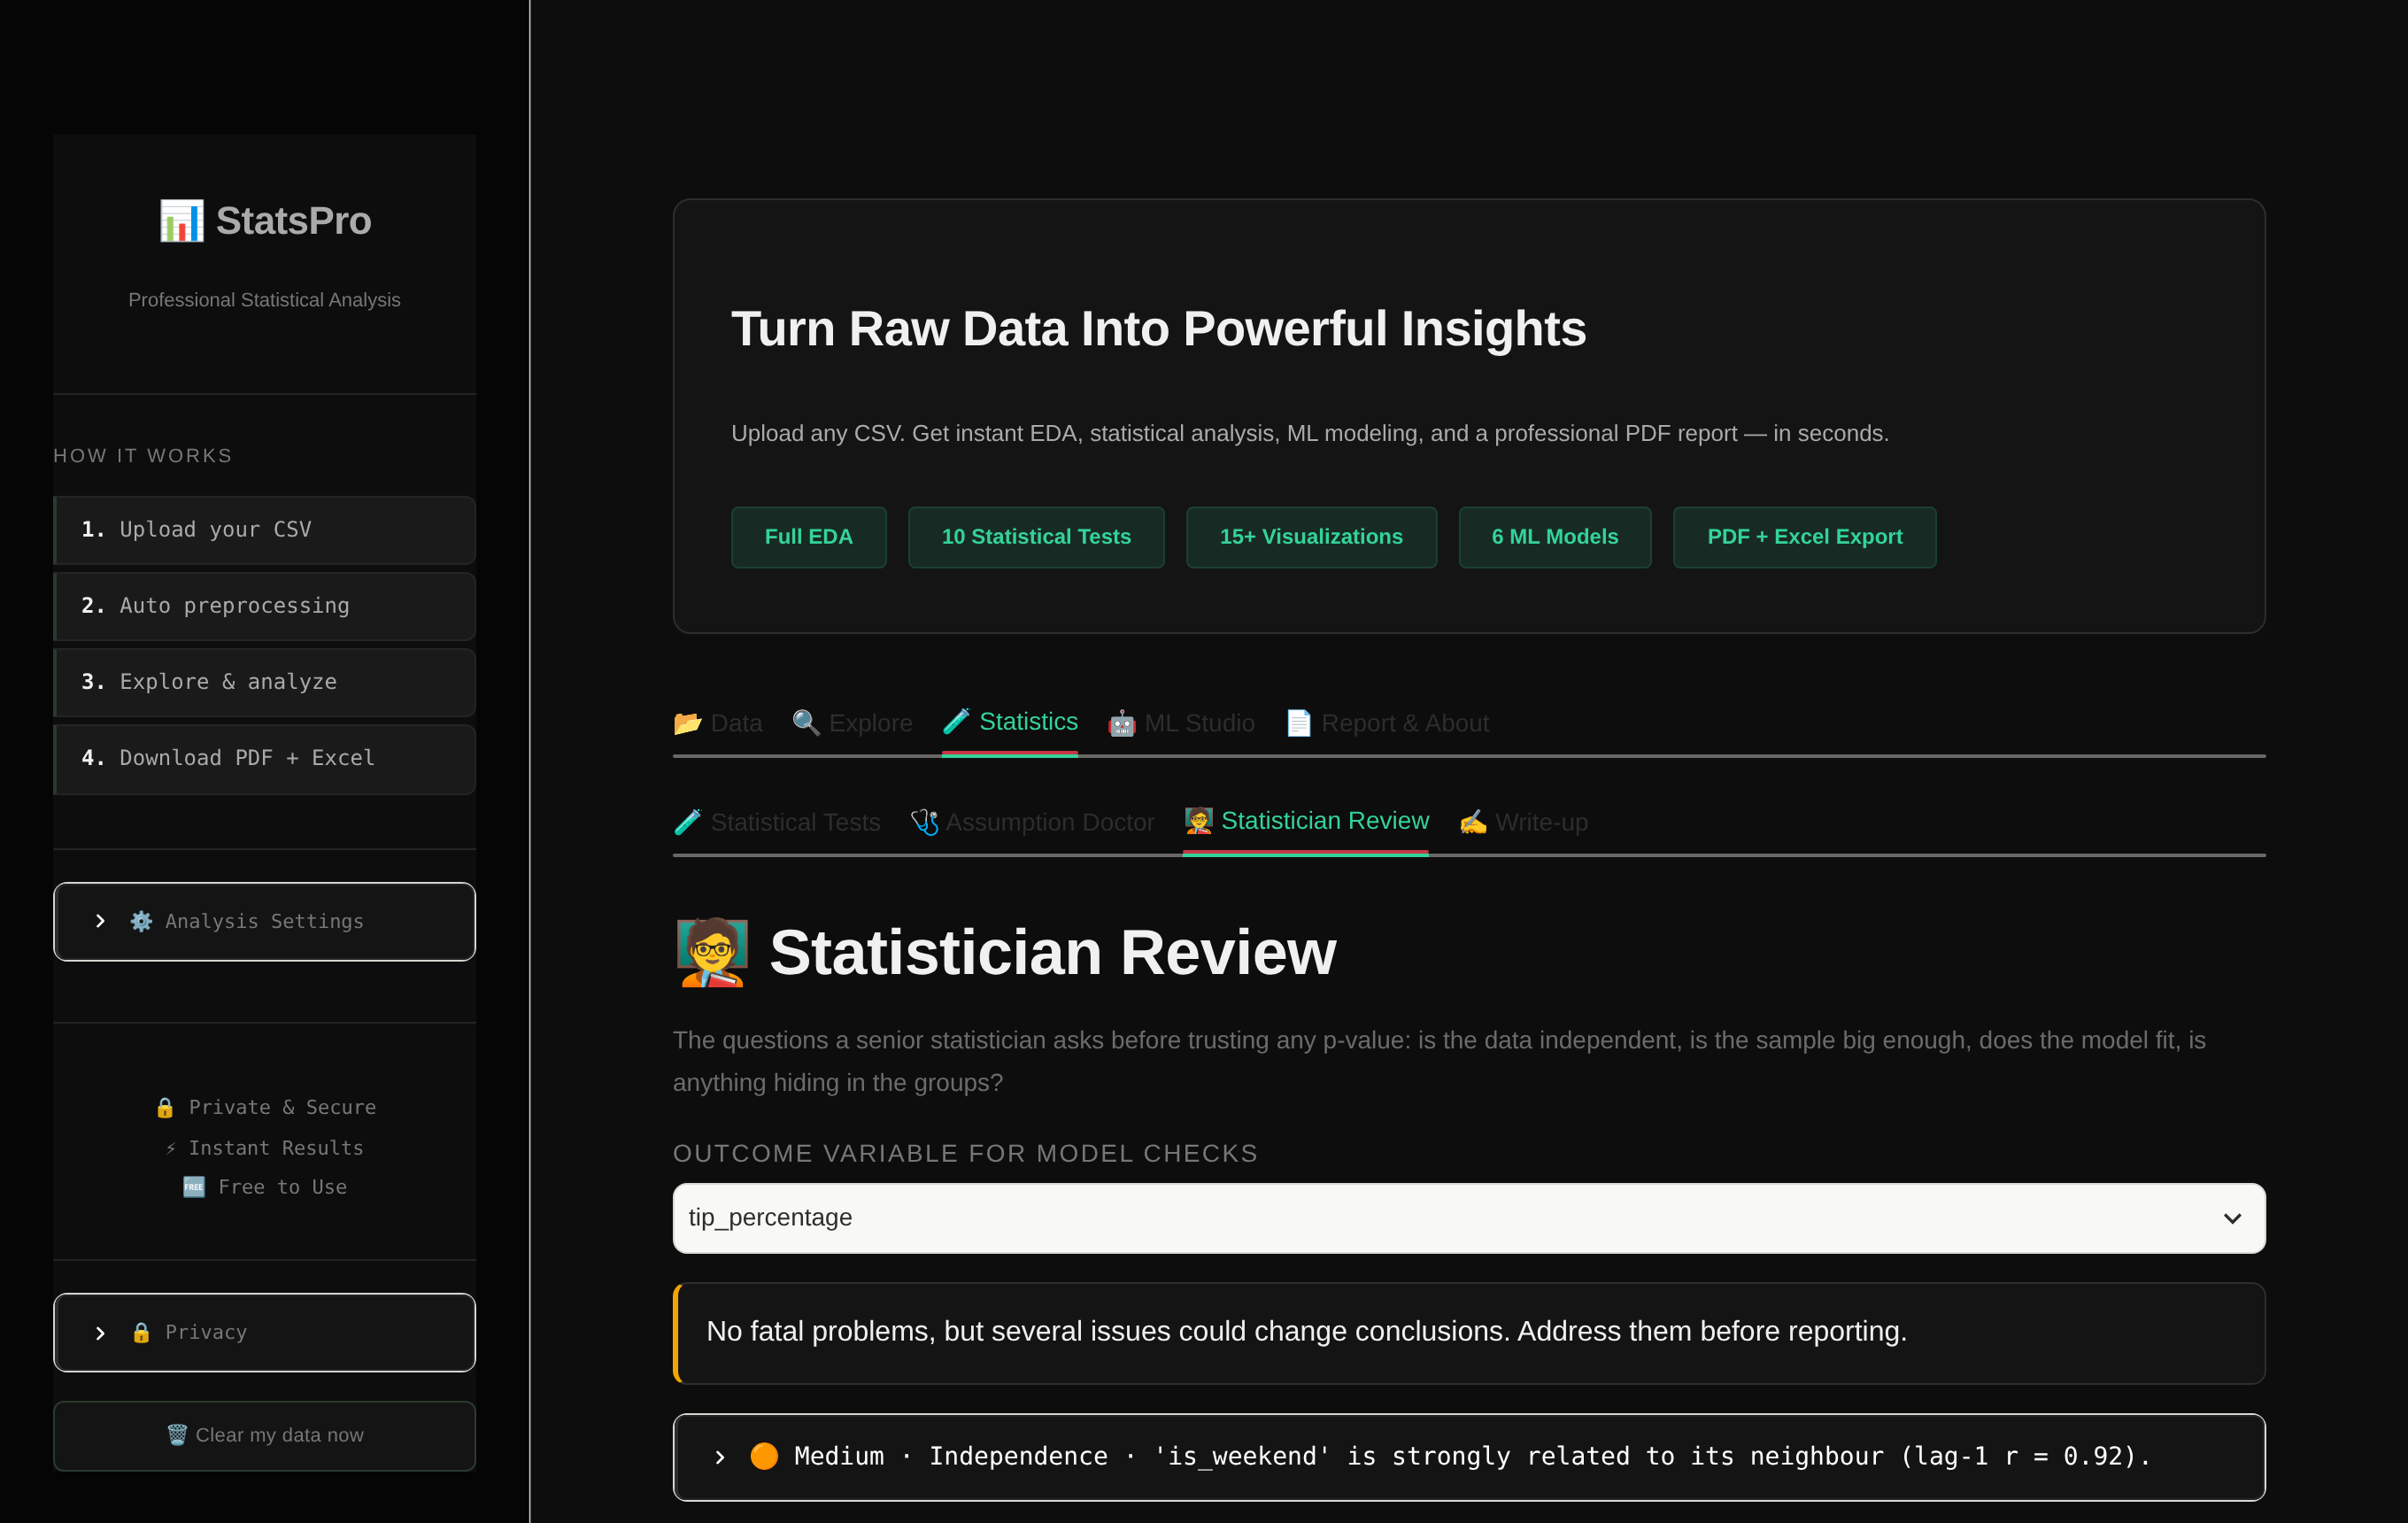 📊 StatsPro
Professional Statistical Analysis
HOW IT WORKS
1. Upload your CSV
2. Auto preprocessing
3. Explore & analyze
4. Download PDF + Excel
⚙️ Analysis Settings
🔒 Private & Secure
⚡ Instant Results
🆓 Free to Use
🔒 Privacy
🗑️ Clear my data now
Turn Raw Data Into Powerful Insights
Upload any CSV. Get instant EDA, statistical analysis, ML modeling, and a professional PDF report — in seconds.
Full EDA
10 Statistical Tests
15+ Visualizations
6 ML Models
PDF + Excel Export
📂 Data 🔍 Explore 🧪 Statistics 🤖 ML Studio 📄 Report & About
🧪 Statistical Tests 🩺 Assumption Doctor 🧑‍🏫 Statistician Review ✍️ Write-up
🧑‍🏫 Statistician Review
The questions a senior statistician asks before trusting any p-value: is the data independent, is the sample big enough, does the model fit, is
anything hiding in the groups?
OUTCOME VARIABLE FOR MODEL CHECKS
tip_percentage
No fatal problems, but several issues could change conclusions. Address them before reporting.
🟠 Medium · Independence · 'is_weekend' is strongly related to its neighbour (lag-1 r = 0.92).